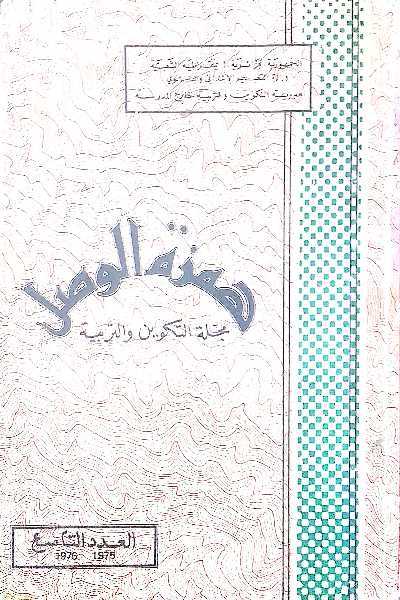 الجمهورية الجزائرية الديمقراطية الشعبية
وزارة التعليم الابتدائي والثانوي
مديرية التكوين والتربية خارج المدرسة
همزة الوصل
مجلة التكوين والتربية
العدد التاسع
1976 1975